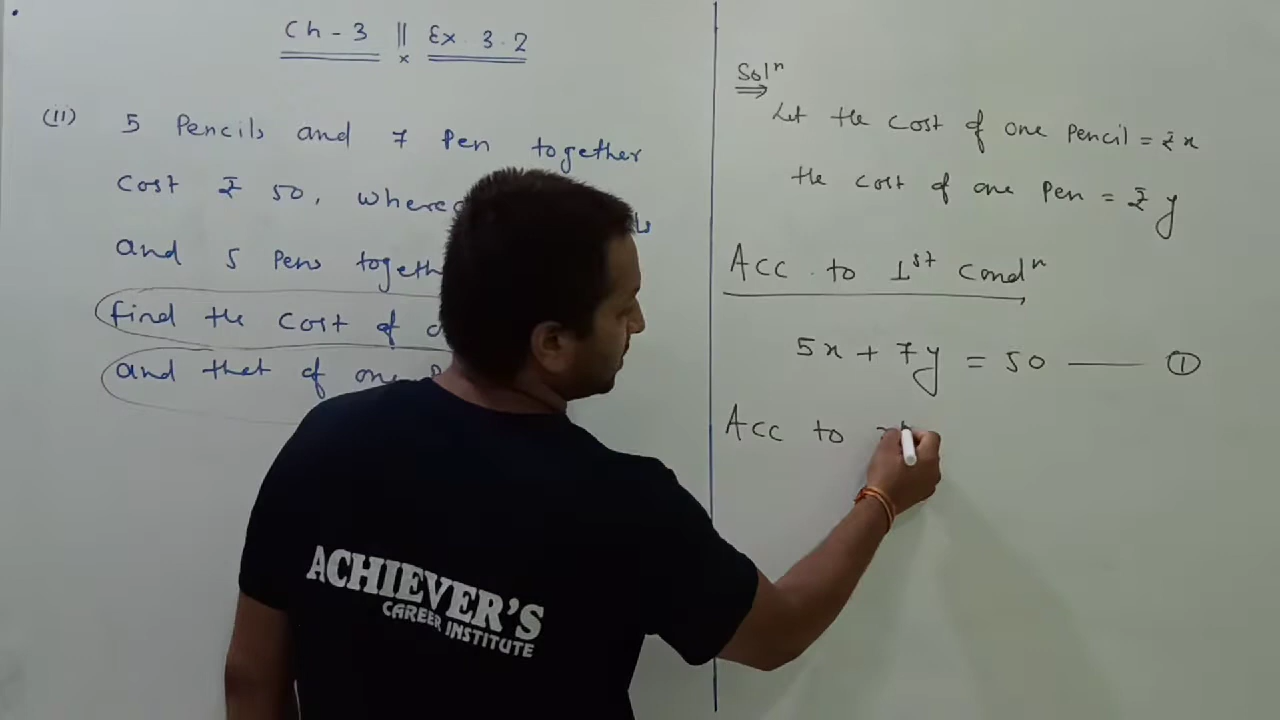 Ch - 3 || Ex. 3.2
x
(ii) 5 Pencils and 7 Pen together
cost ₹ 50, where
and 5 Pens togeth
find the cost of
and that of one
Solⁿ
Let the cost of one Pencil = ₹ x
the cost of one Pen = ₹ y
Acc. to 1st Condⁿ
5x + 7y = 50 —— ①
Acc to
ACHIEVER'S
CAREER INSTITUTE